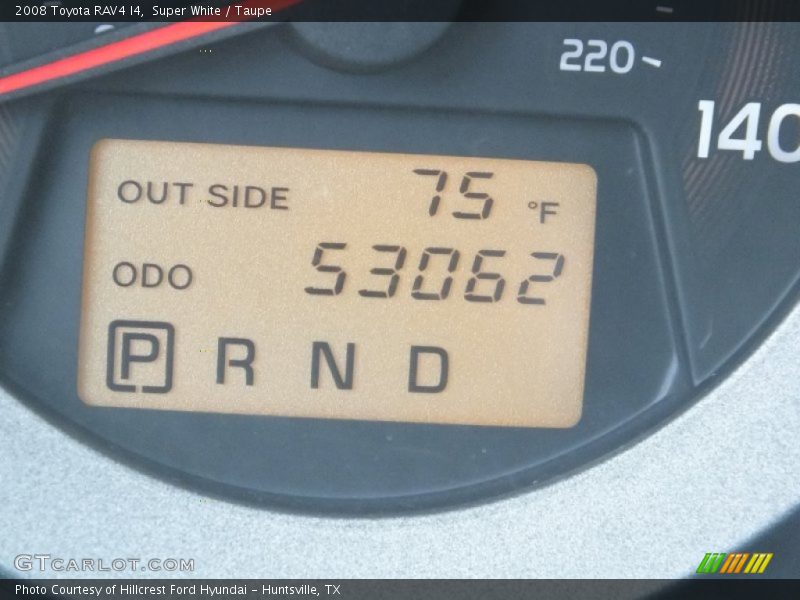 2008 Toyota RAV4 I4,  Super White / Taupe
220
140
OUT SIDE 75 °F
ODO 53062
P R N D
GTCARLOT.COM
Photo Courtesy of Hillcrest Ford Hyundai - Huntsville, TX